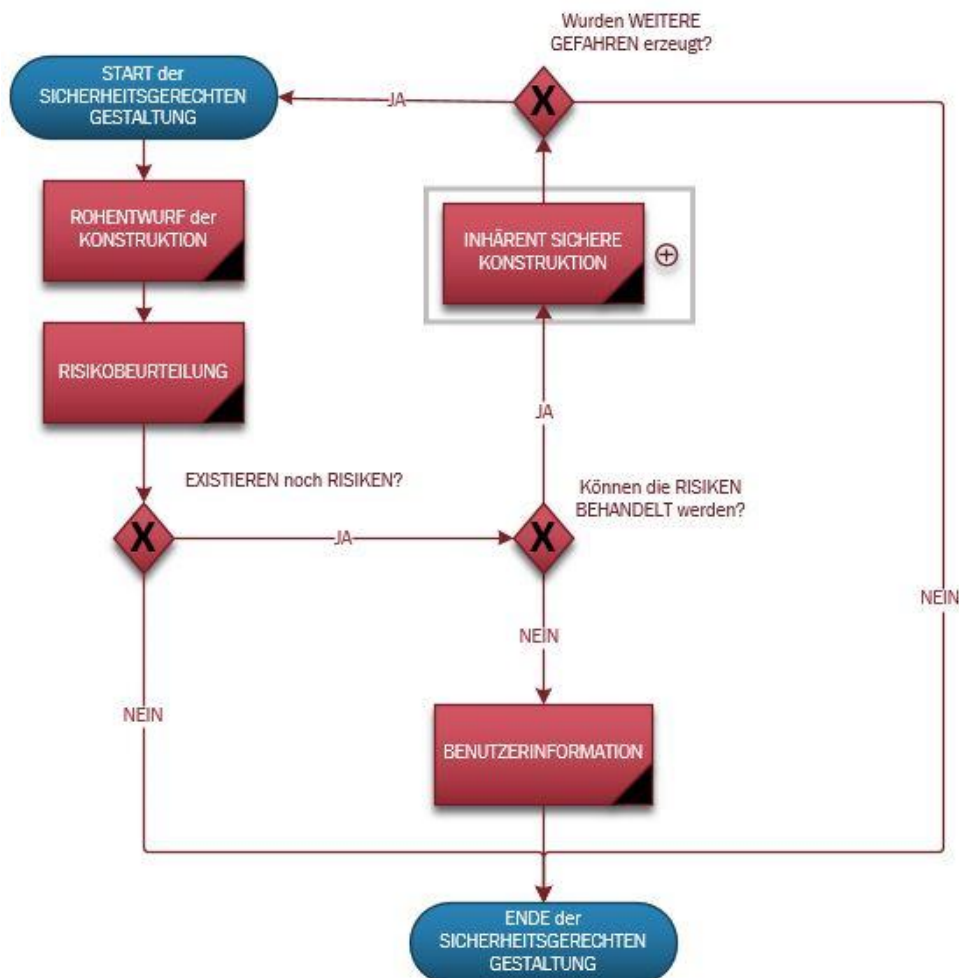 Wurden WEITERE
GEFAHREN erzeugt?
START der
SICHERHEITSGERECHTEN
GESTALTUNG
JA
X
ROHENTWURF der
KONSTRUKTION
INHÄRENT SICHERE
KONSTRUKTION
RISIKOBEURTEILUNG
JA
EXISTIEREN noch RISIKEN?
Können die RISIKEN
BEHANDELT werden?
X
JA
X
NEIN
NEIN
NEIN
BENUTZERINFORMATION
ENDE der
SICHERHEITSGERECHTEN
GESTALTUNG